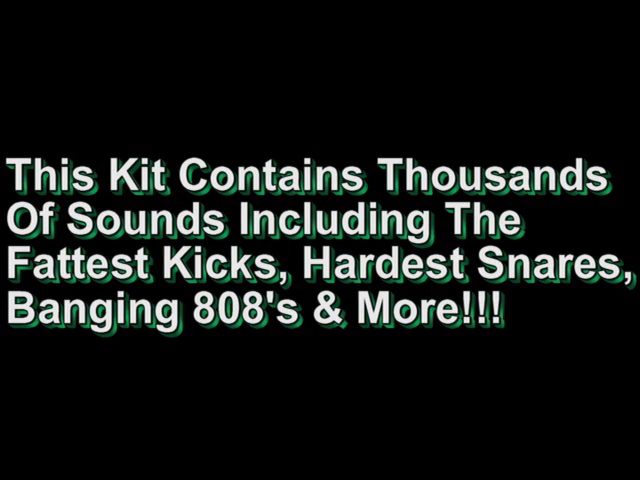 This Kit Contains Thousands
Of Sounds Including The
Fattest Kicks, Hardest Snares,
Banging 808's & More!!!